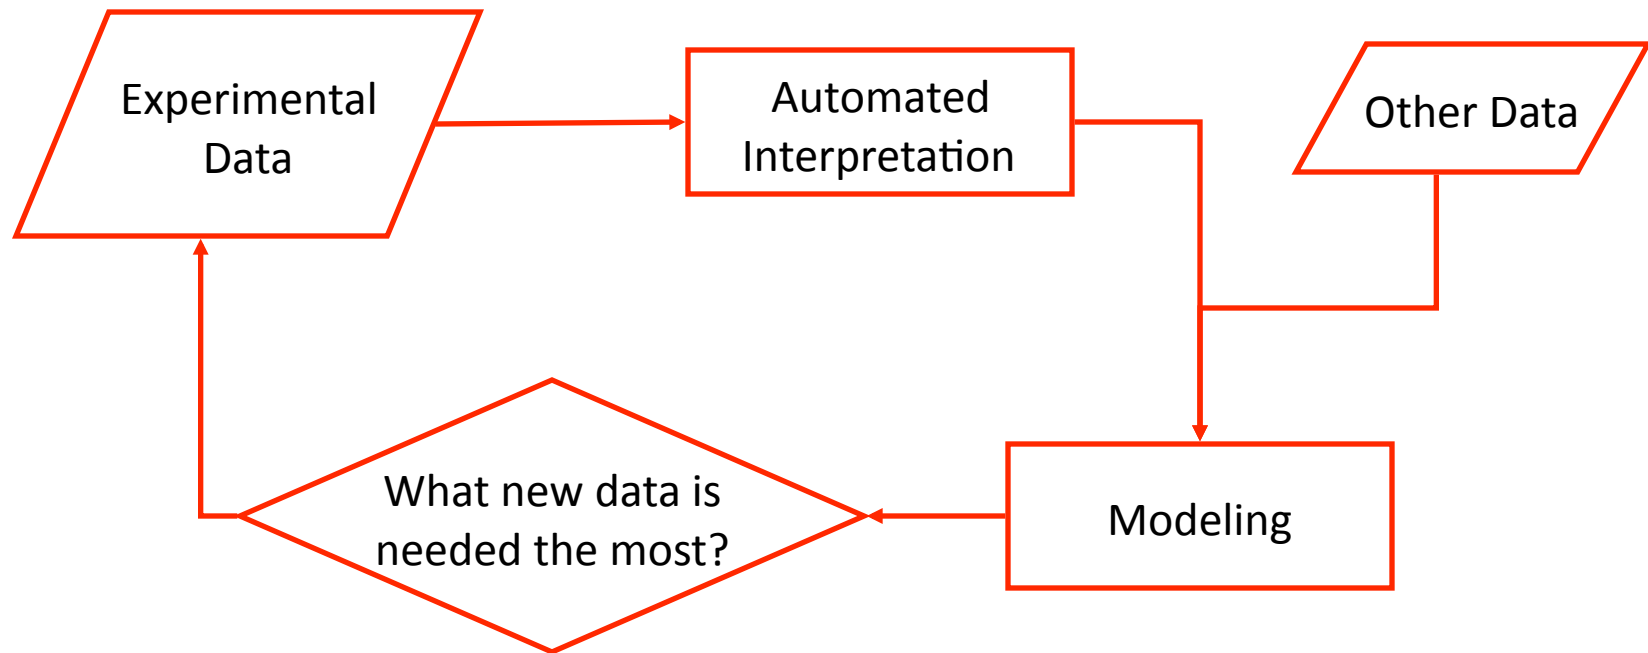 Experimental
Data
Automated
Interpretation
Other Data
What new data is
needed the most?
Modeling